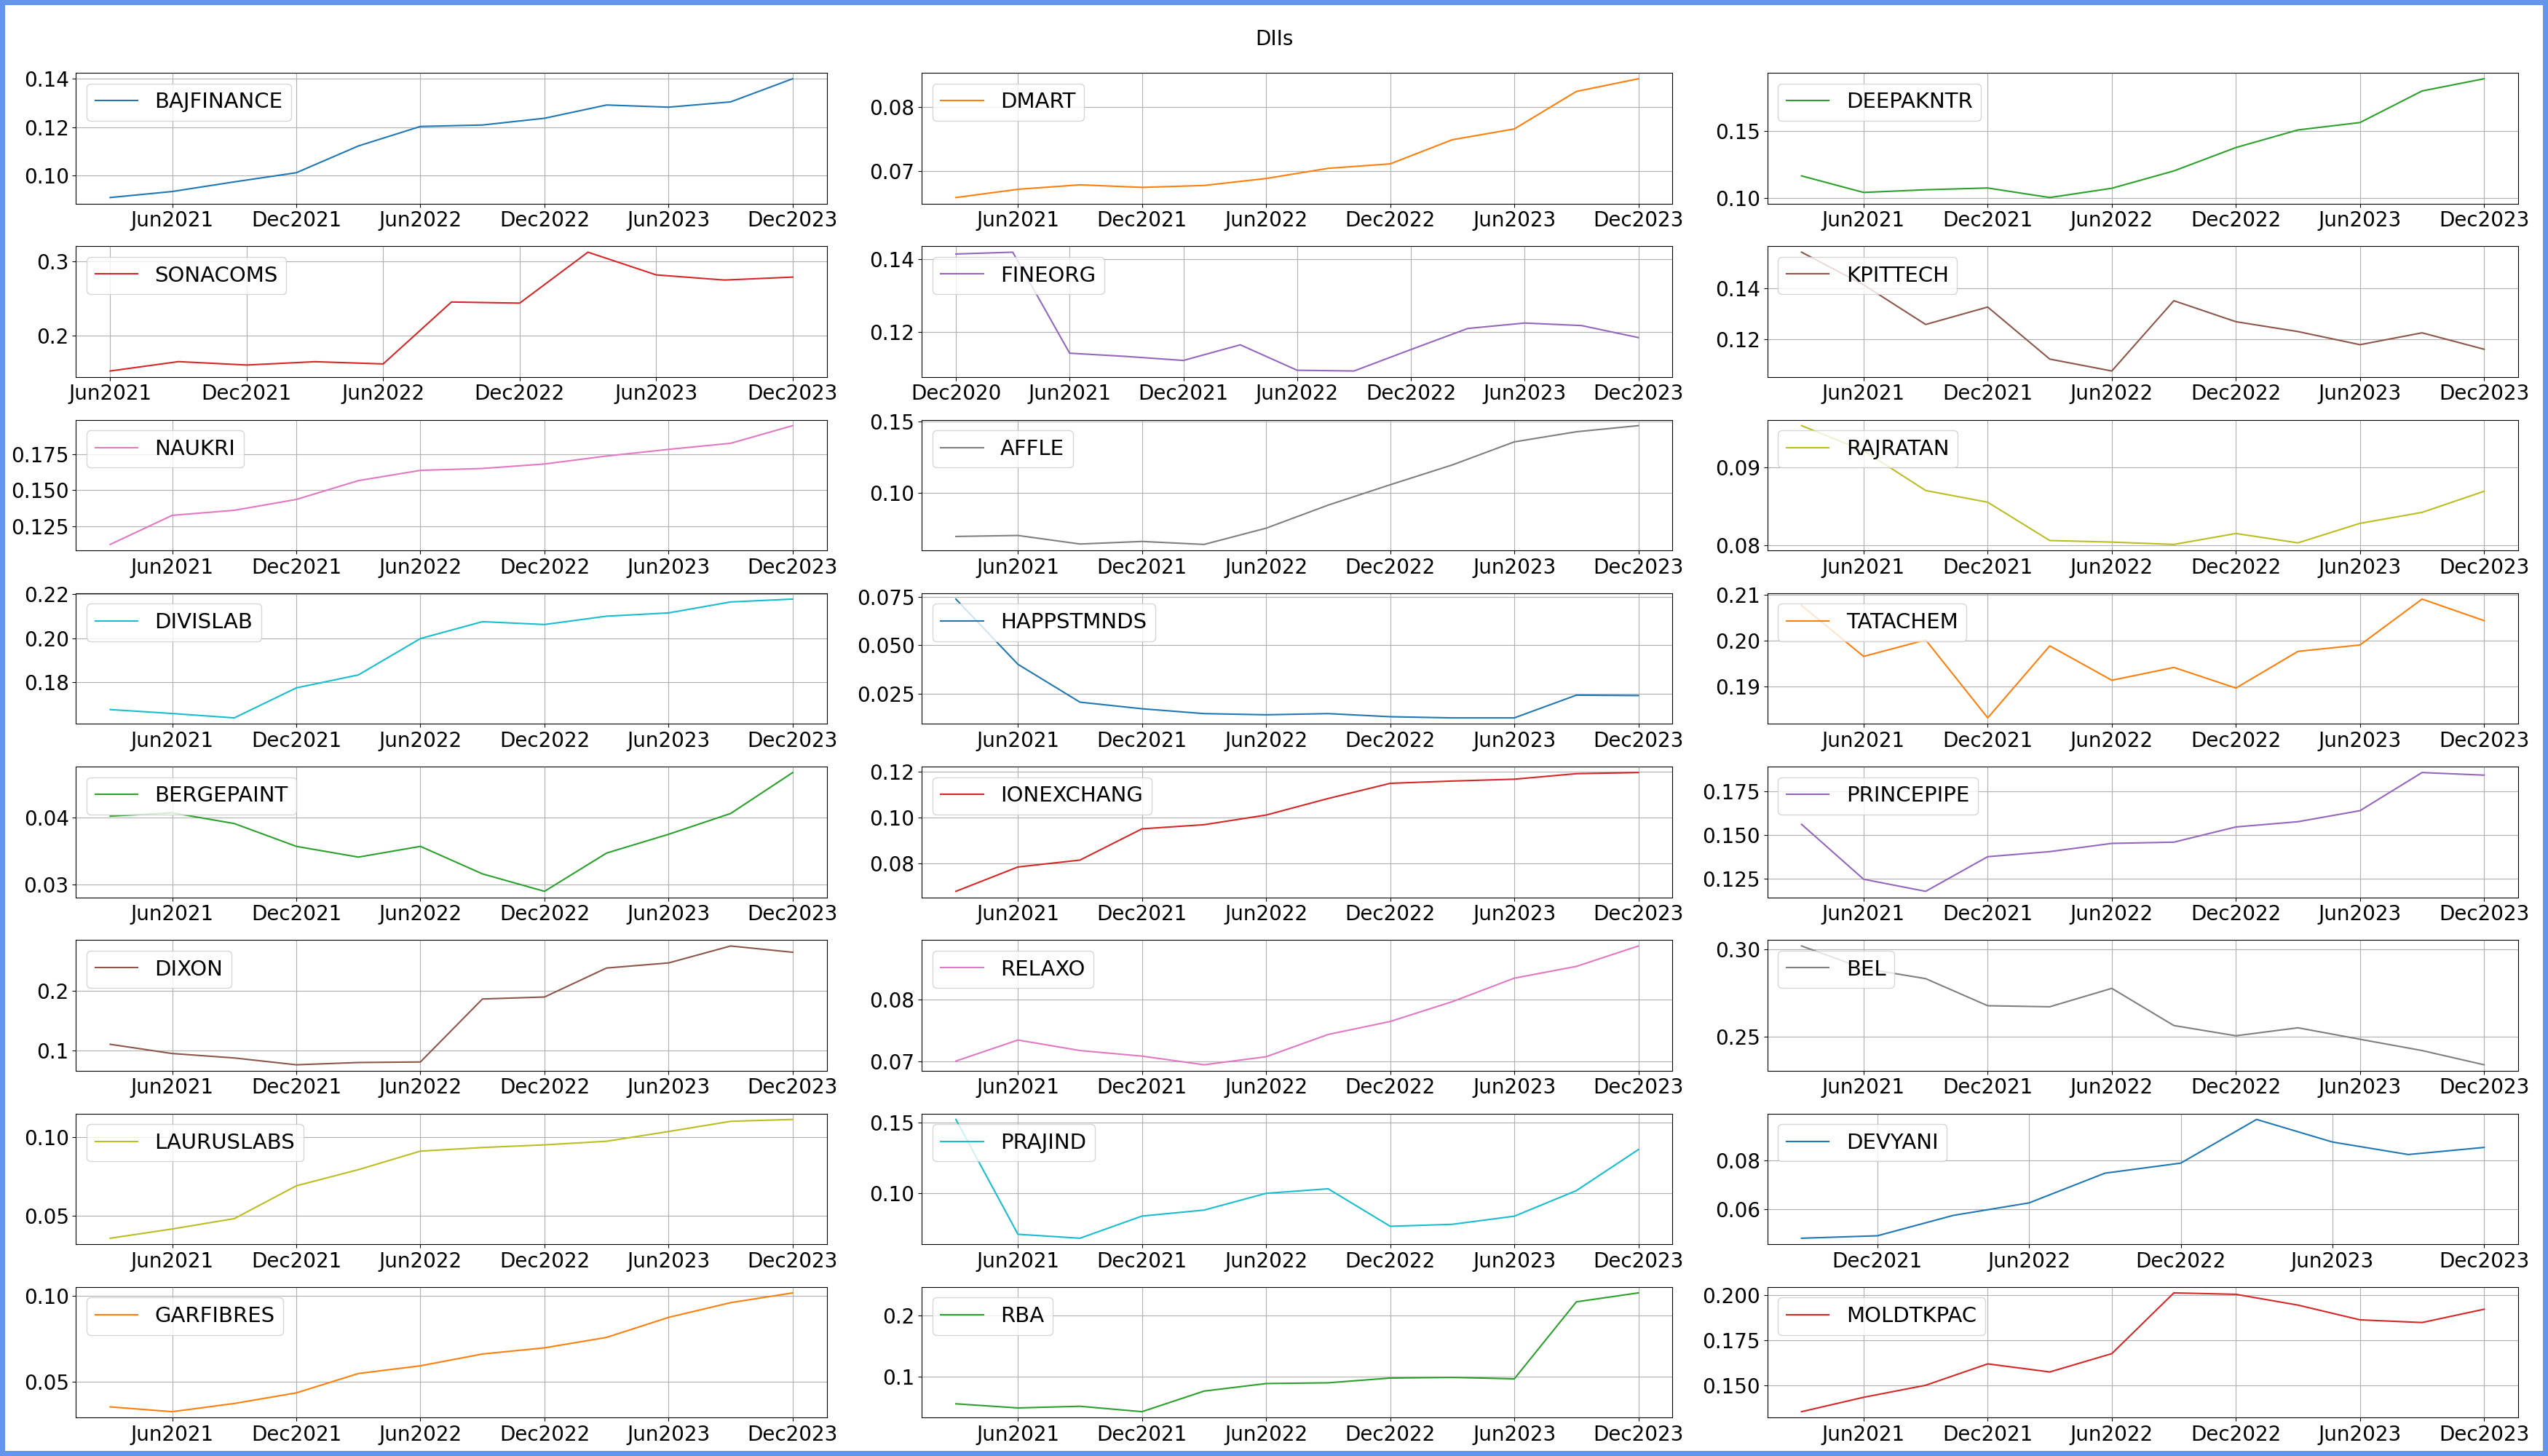 DIIs
BAJFINANCE
0.14
0.12
0.10
Jun2021 Dec2021 Jun2022 Dec2022 Jun2023 Dec2023
DMART
0.08
0.07
Jun2021 Dec2021 Jun2022 Dec2022 Jun2023 Dec2023
DEEPAKNTR
0.15
0.10
Jun2021 Dec2021 Jun2022 Dec2022 Jun2023 Dec2023
SONACOMS
0.3
0.2
Jun2021 Dec2021 Jun2022 Dec2022 Jun2023 Dec2023
FINEORG
0.14
0.12
Dec2020 Jun2021 Dec2021 Jun2022 Dec2022 Jun2023 Dec2023
KPITTECH
0.14
0.12
Jun2021 Dec2021 Jun2022 Dec2022 Jun2023 Dec2023
NAUKRI
0.175
0.150
0.125
Jun2021 Dec2021 Jun2022 Dec2022 Jun2023 Dec2023
AFFLE
0.15
0.10
Jun2021 Dec2021 Jun2022 Dec2022 Jun2023 Dec2023
RAJRATAN
0.09
0.08
Jun2021 Dec2021 Jun2022 Dec2022 Jun2023 Dec2023
DIVISLAB
0.22
0.20
0.18
Jun2021 Dec2021 Jun2022 Dec2022 Jun2023 Dec2023
HAPPSTMNDS
0.075
0.050
0.025
Jun2021 Dec2021 Jun2022 Dec2022 Jun2023 Dec2023
TATACHEM
0.21
0.20
0.19
Jun2021 Dec2021 Jun2022 Dec2022 Jun2023 Dec2023
BERGEPAINT
0.04
0.03
Jun2021 Dec2021 Jun2022 Dec2022 Jun2023 Dec2023
IONEXCHANG
0.12
0.10
0.08
Jun2021 Dec2021 Jun2022 Dec2022 Jun2023 Dec2023
PRINCEPIPE
0.175
0.150
0.125
Jun2021 Dec2021 Jun2022 Dec2022 Jun2023 Dec2023
DIXON
0.2
0.1
Jun2021 Dec2021 Jun2022 Dec2022 Jun2023 Dec2023
RELAXO
0.08
0.07
Jun2021 Dec2021 Jun2022 Dec2022 Jun2023 Dec2023
BEL
0.30
0.25
Jun2021 Dec2021 Jun2022 Dec2022 Jun2023 Dec2023
LAURUSLABS
0.10
0.05
Jun2021 Dec2021 Jun2022 Dec2022 Jun2023 Dec2023
PRAJIND
0.15
0.10
Jun2021 Dec2021 Jun2022 Dec2022 Jun2023 Dec2023
DEVYANI
0.08
0.06
Dec2021 Jun2022 Dec2022 Jun2023 Dec2023
GARFIBRES
0.10
0.05
Jun2021 Dec2021 Jun2022 Dec2022 Jun2023 Dec2023
RBA
0.2
0.1
Jun2021 Dec2021 Jun2022 Dec2022 Jun2023 Dec2023
MOLDTKPAC
0.200
0.175
0.150
Jun2021 Dec2021 Jun2022 Dec2022 Jun2023 Dec2023